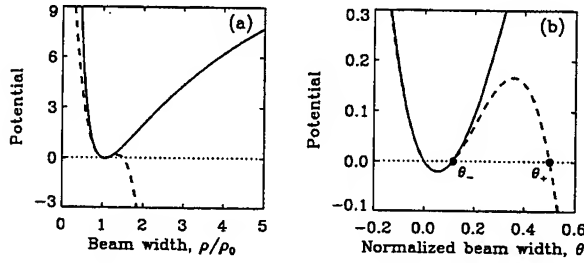 (a)
Potential
9
6
3
0
-3
0
1
2
3
4
5
Beam width, ρ/ρ₀
(b)
Potential
0.3
0.2
0.1
0.0
-0.1
θ₋
θ₊
-0.2
0.0
0.2
0.4
0.6
Normalized beam width, θ